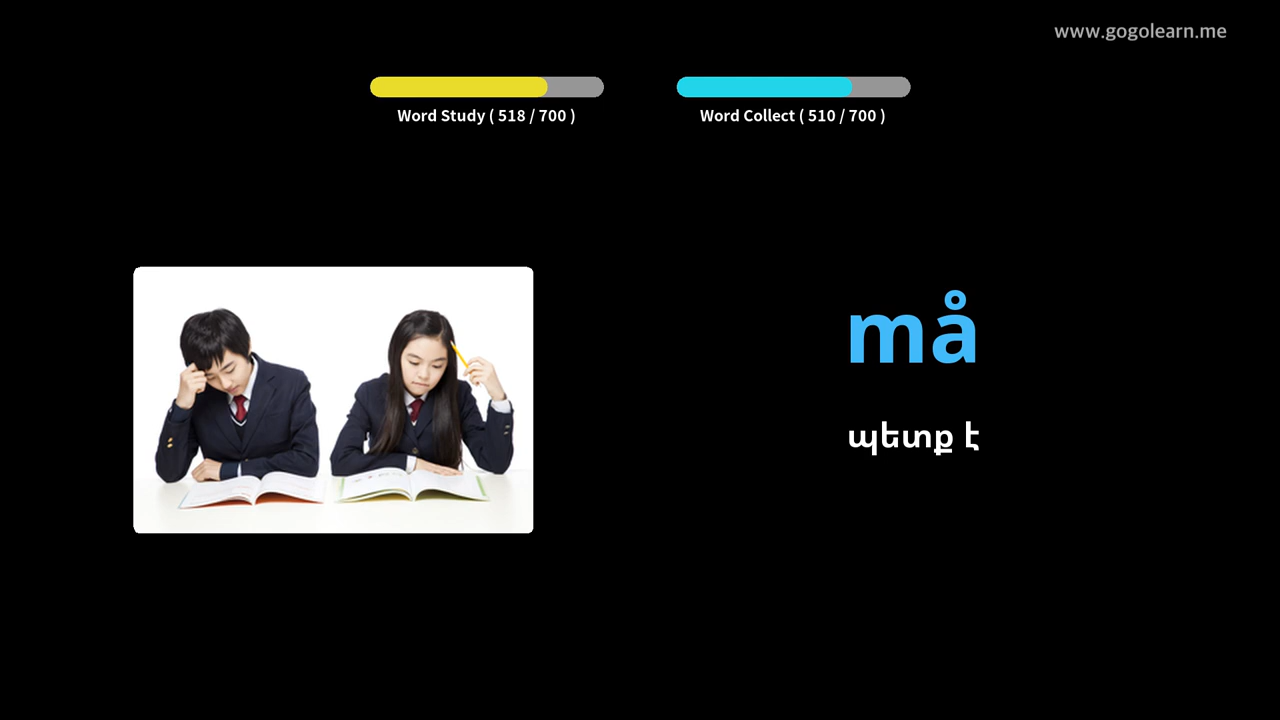 www.gogolearn.me
Word Study ( 518 / 700 )
Word Collect ( 510 / 700 )
må
պետք է